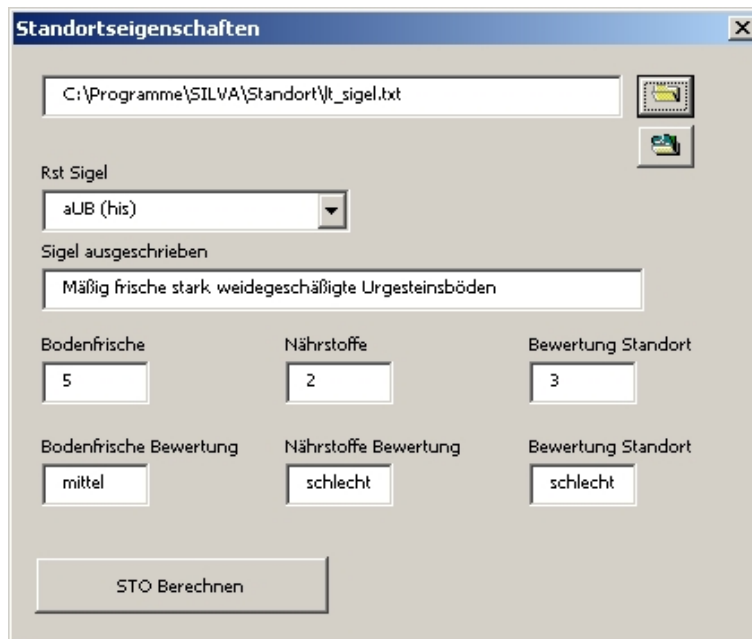 Standortseigenschaften
C:\Programme\SILVA\Standort\lt_sigel.txt
Rst Sigel
aUB (his)
Sigel ausgeschrieben
Mäßig frische stark weidegeschäßigte Urgesteinsböden
Bodenfrische Nährstoffe Bewertung Standort
5 2 3
Bodenfrische Bewertung Nährstoffe Bewertung Bewertung Standort
mittel schlecht schlecht
STO Berechnen